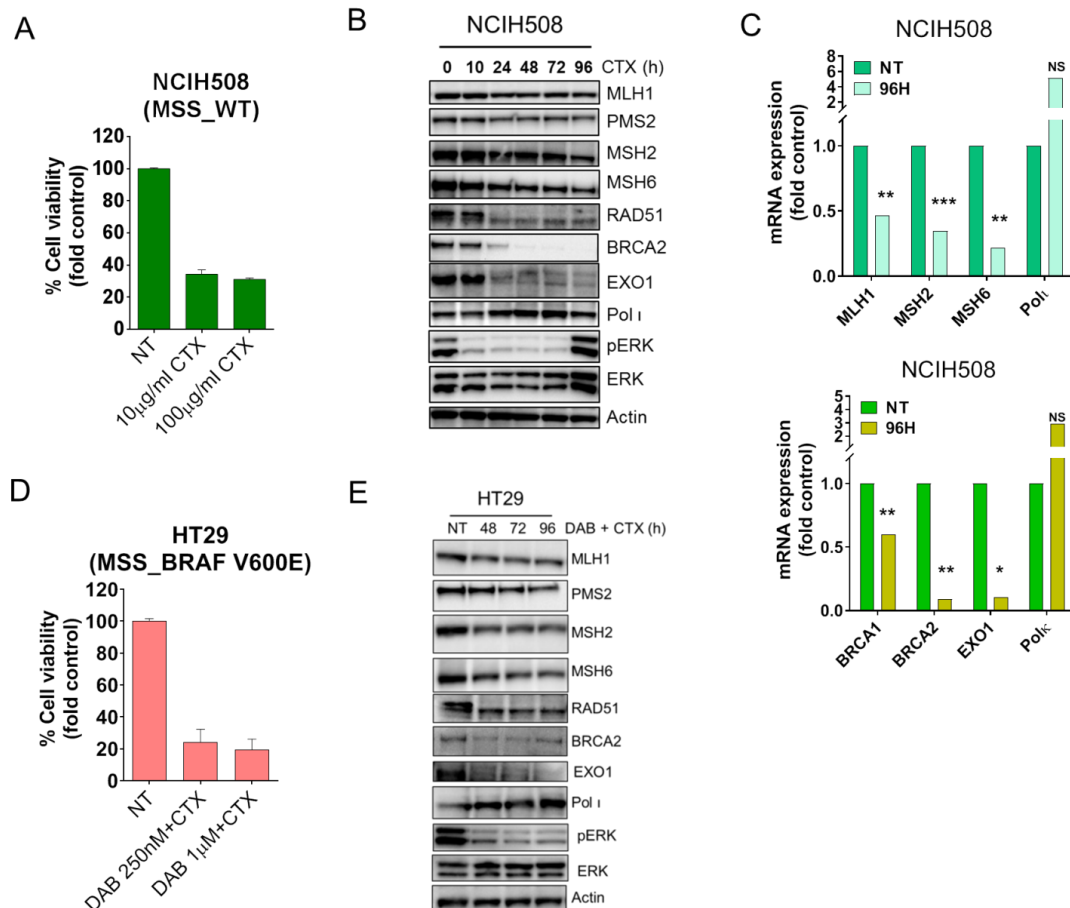 A
NCIH508
(MSS_WT)
% Cell viability
(fold control)
120
100
80
60
40
20
0
NT
10µg/ml CTX
100µg/ml CTX
B
NCIH508
0 10 24 48 72 96 CTX (h)
MLH1
PMS2
MSH2
MSH6
RAD51
BRCA2
EXO1
Pol ι
pERK
ERK
Actin
C
NCIH508
mRNA expression
(fold control)
8
6
4
2
1.0
0.5
0.0
NT
96H
**
***
**
NS
MLH1
MSH2
MSH6
Polι
NCIH508
mRNA expression
(fold control)
5
4
3
2
1
1.0
0.5
0.0
NT
96H
**
**
*
NS
BRCA1
BRCA2
EXO1
Polκ
D
HT29
(MSS_BRAF V600E)
% Cell viability
(fold control)
120
100
80
60
40
20
0
NT
DAB 250nM+CTX
DAB 1µM+CTX
E
HT29
NT 48 72 96 DAB + CTX (h)
MLH1
PMS2
MSH2
MSH6
RAD51
BRCA2
EXO1
Pol ι
pERK
ERK
Actin